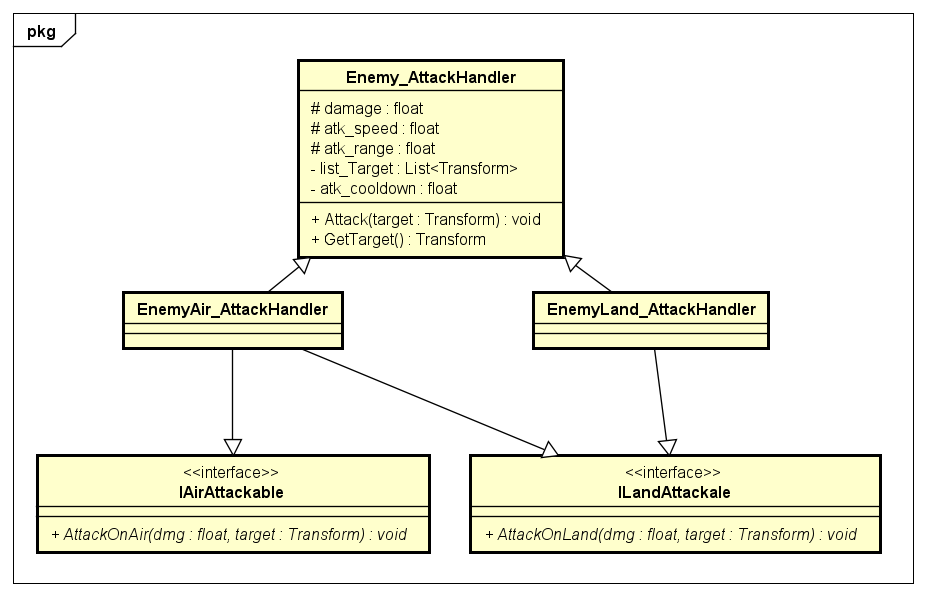 pkg
Enemy_AttackHandler
# damage : float
# atk_speed : float
# atk_range : float
- list_Target : List<Transform>
- atk_cooldown : float
+ Attack(target : Transform) : void
+ GetTarget() : Transform
EnemyAir_AttackHandler
EnemyLand_AttackHandler
<<interface>>
IAirAttackable
+ AttackOnAir(dmg : float, target : Transform) : void
<<interface>>
ILandAttackale
+ AttackOnLand(dmg : float, target : Transform) : void